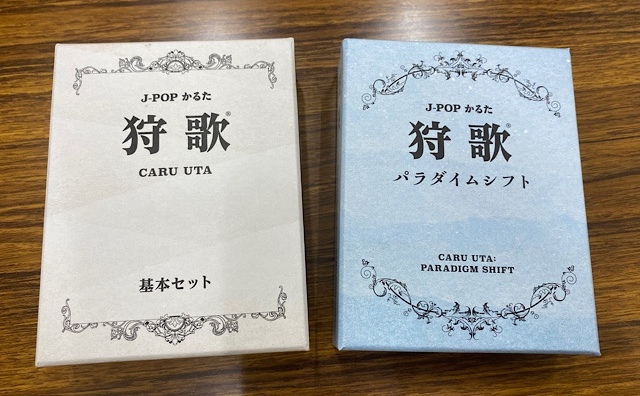 J-POP かるた
狩歌®
CARU UTA
基本セット
J-POP かるた
狩歌®
パラダイムシフト
CARU UTA:
PARADIGM SHIFT